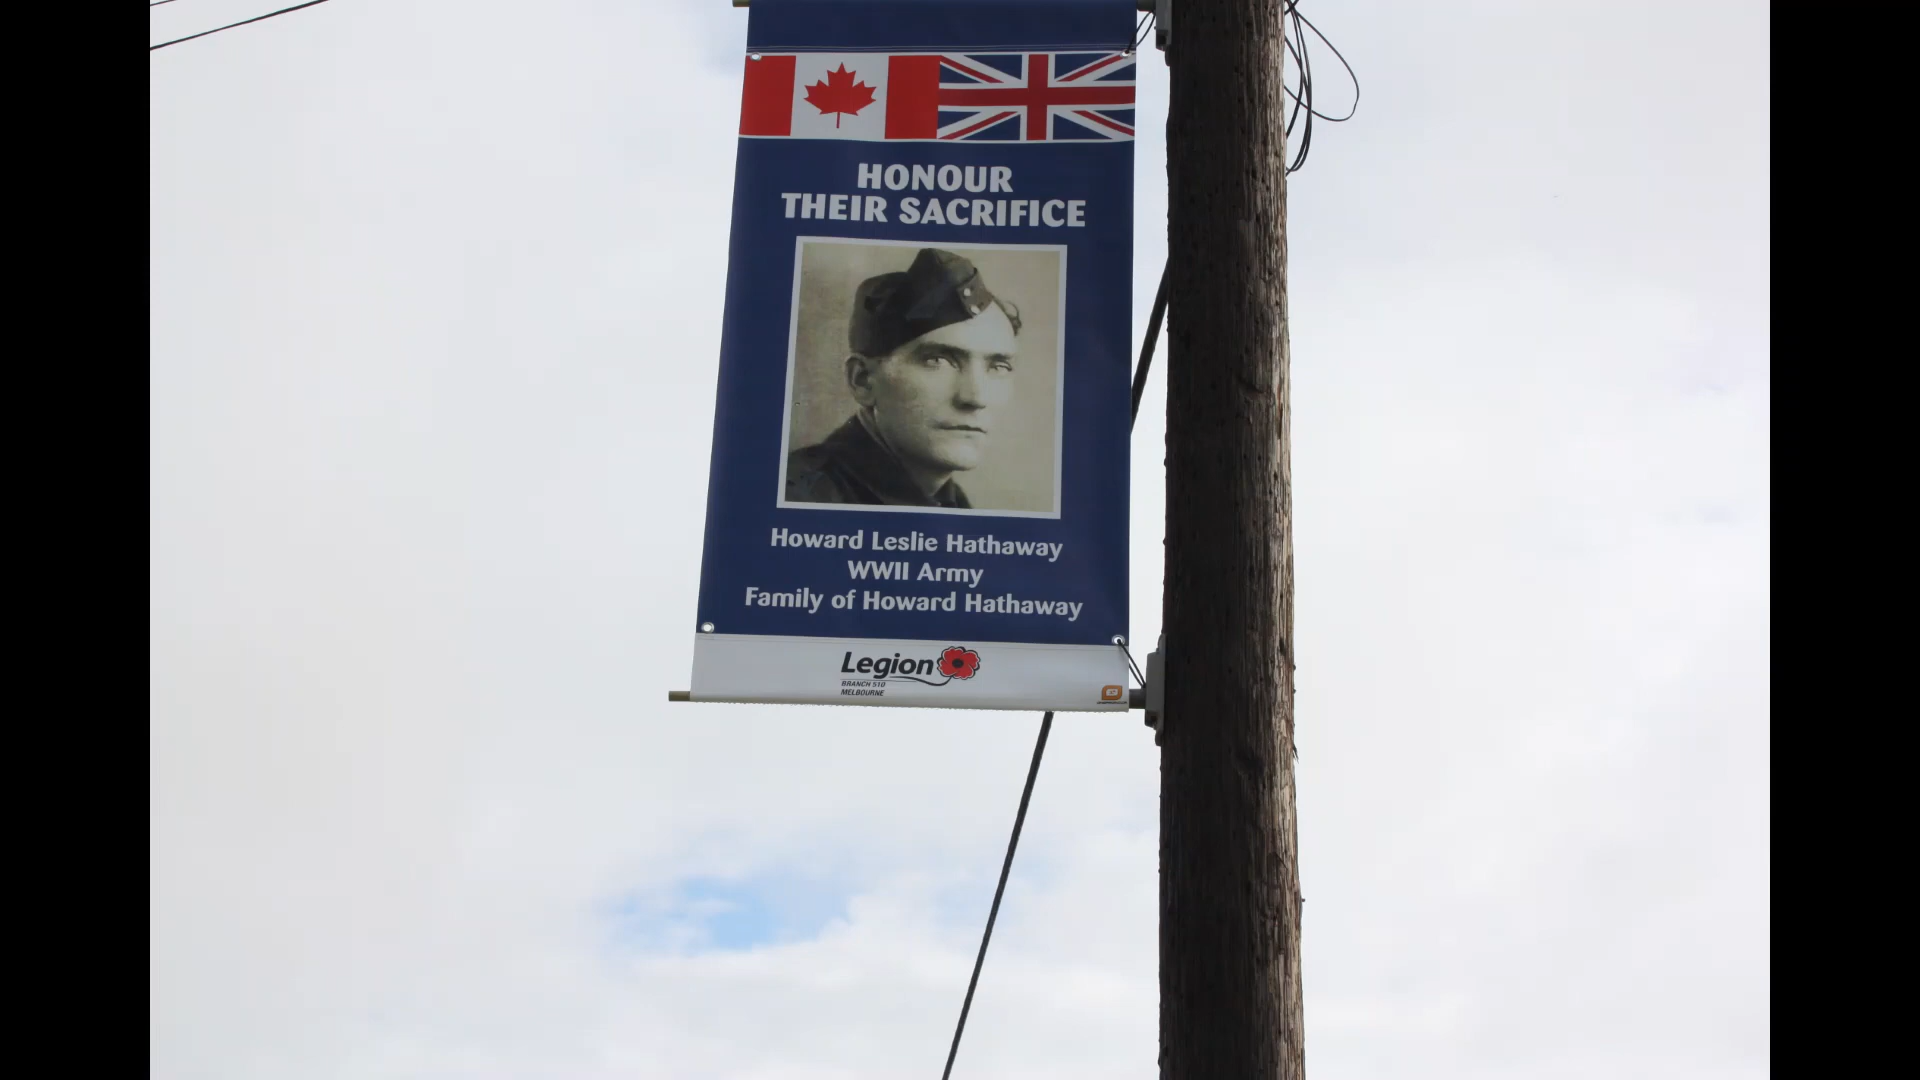 HONOUR
THEIR SACRIFICE
Howard Leslie Hathaway
WWII Army
Family of Howard Hathaway
Legion
BRANCH 510
MELBOURNE